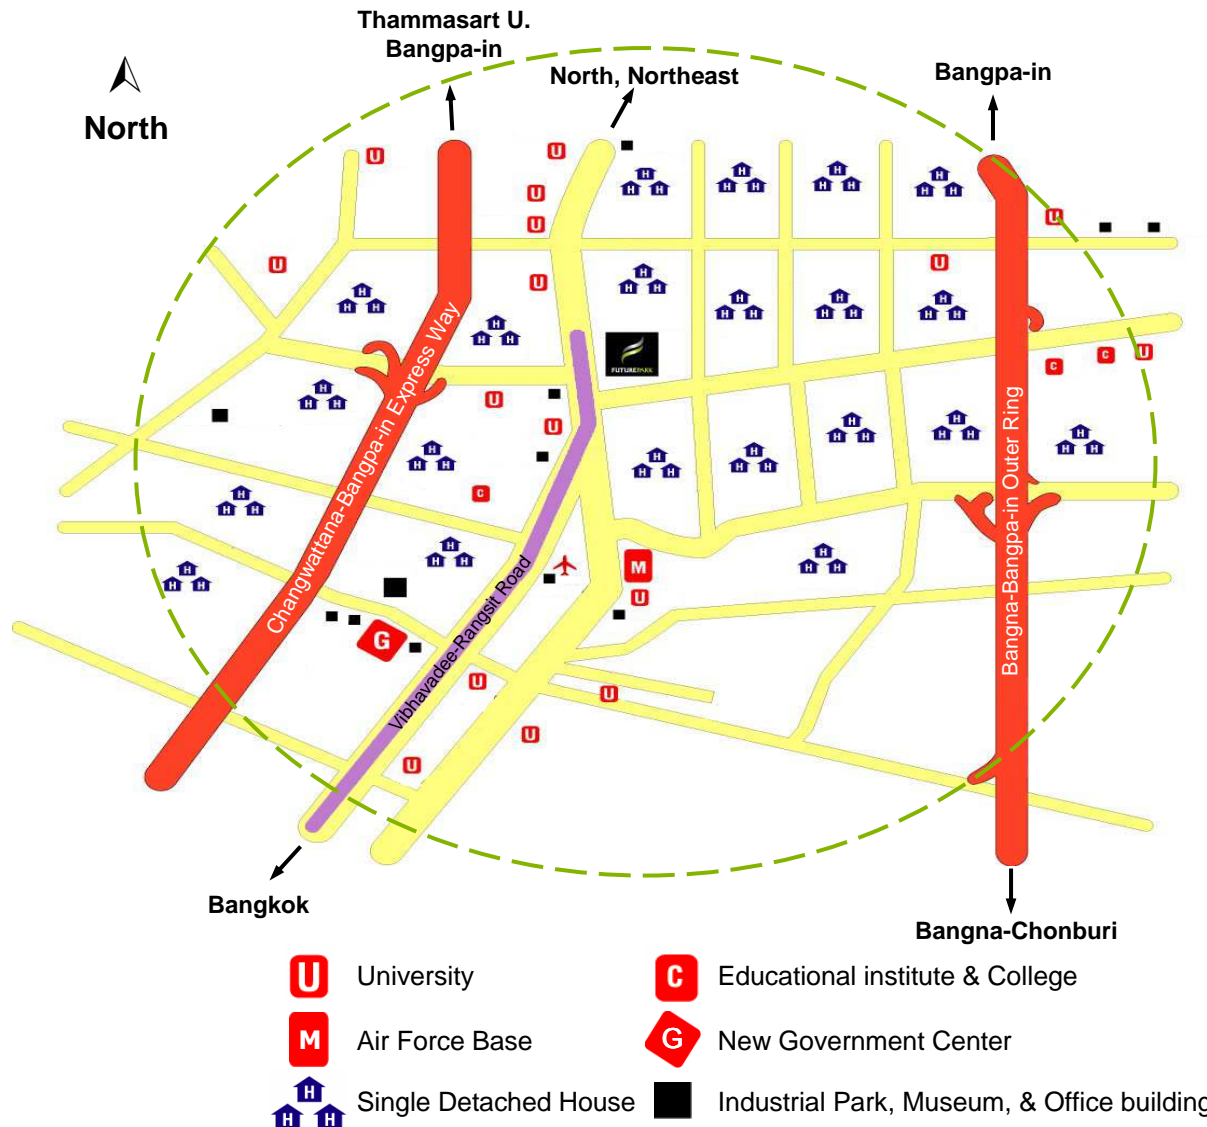 Thammasart U.
Bangpa-in
North, Northeast
Bangpa-in
North
FUTUREPARK
Changwattana-Bangpa-in Express Way
Vibhavadee-Rangsit Road
Bangna-Bangpa-in Outer Ring
Bangkok
Bangna-Chonburi
U University
C Educational institute & College
M Air Force Base
G New Government Center
H H H Single Detached House
Industrial Park, Museum, & Office building